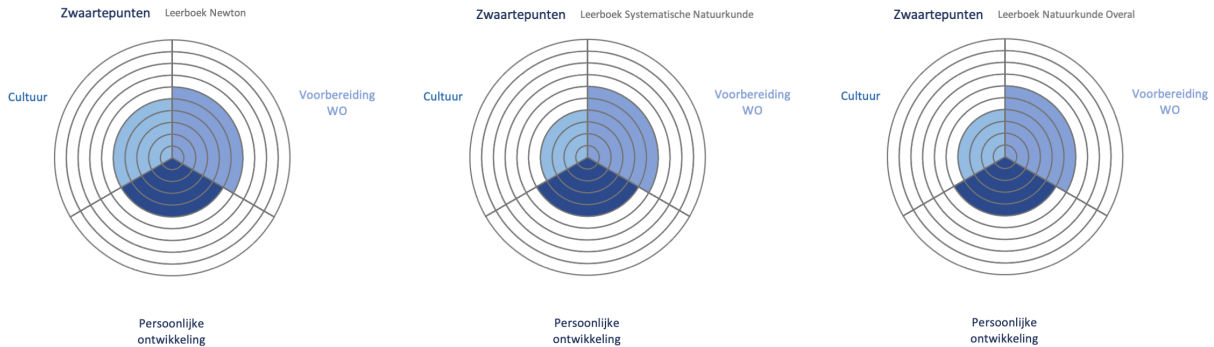 Zwaartepunten Leerboek Newton
Cultuur
Voorbereiding
WO
Persoonlijke
ontwikkeling
Zwaartepunten Leerboek Systematische Natuurkunde
Cultuur
Voorbereiding
WO
Persoonlijke
ontwikkeling
Zwaartepunten Leerboek Natuurkunde Overal
Cultuur
Voorbereiding
WO
Persoonlijke
ontwikkeling